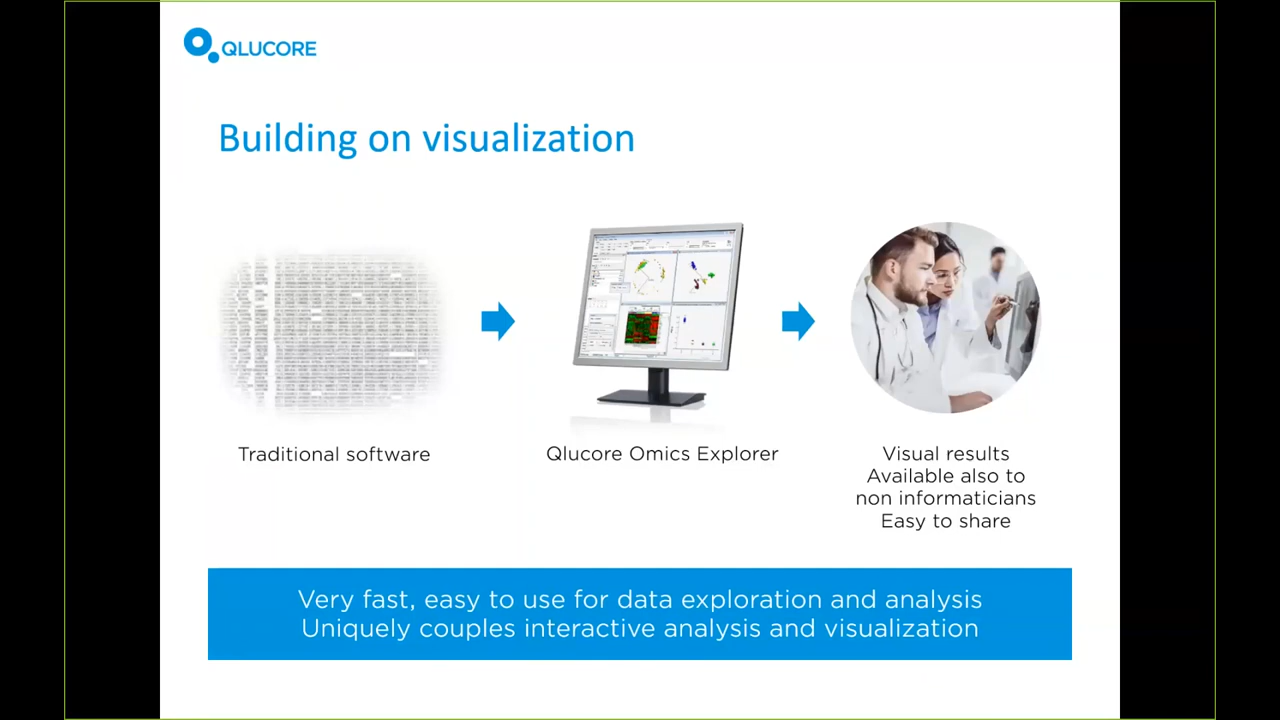 QLUCORE
Building on visualization
Traditional software
Qlucore Omics Explorer
Visual results
Available also to
non informaticians
Easy to share
Very fast, easy to use for data exploration and analysis
Uniquely couples interactive analysis and visualization